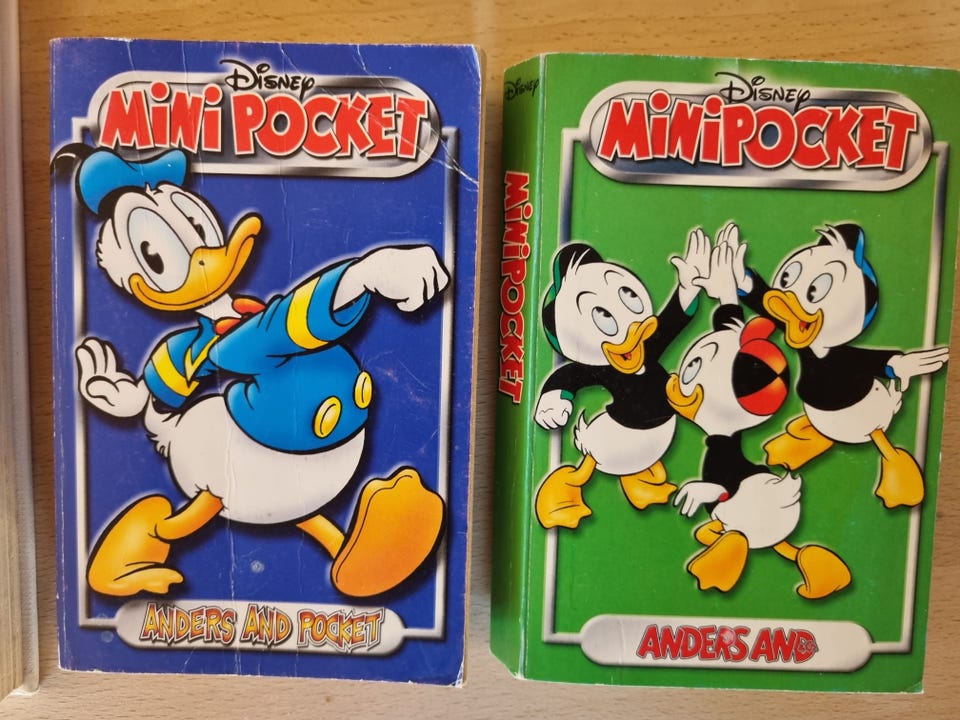 Disney
MINI POCKET
ANDERS AND POCKET
Disney
MINIPOCKET
Disney
MINIPOCKET
ANDERS AND